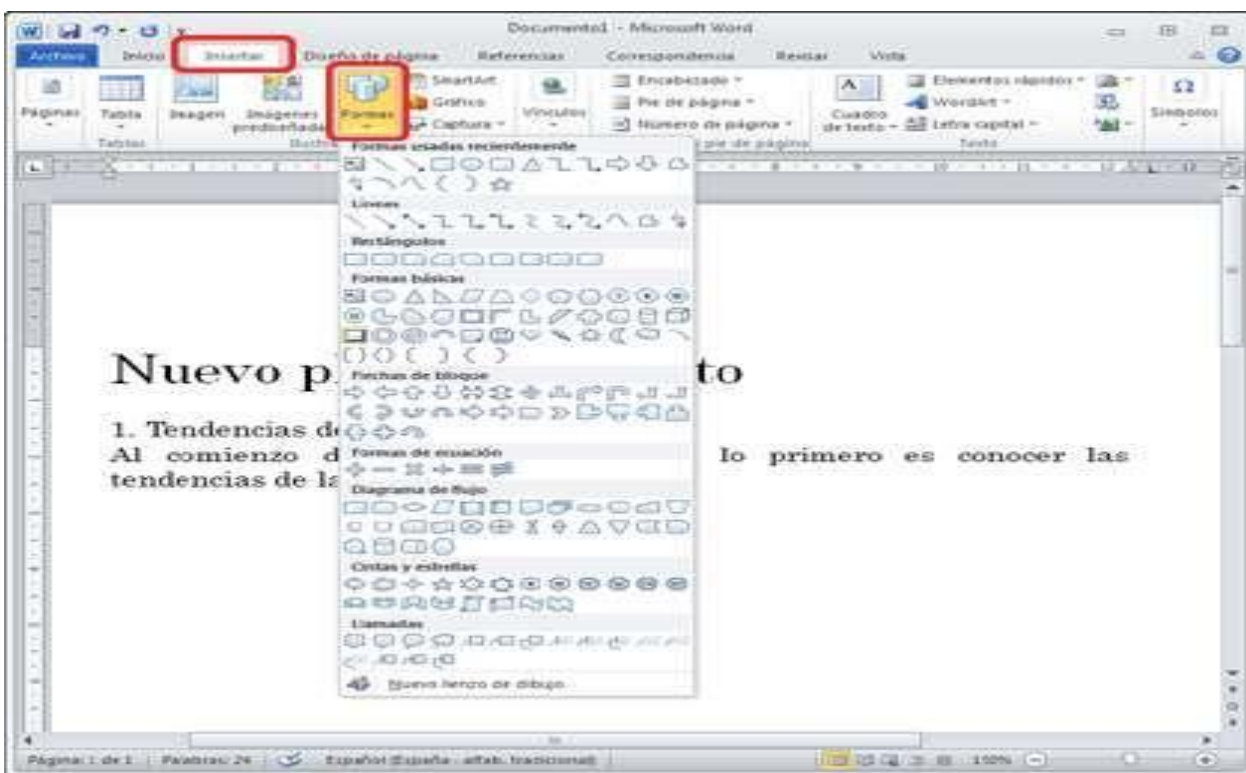 Documento1 - Microsoft Word
Archivo Inicio Insertar Diseño de página Referencias Correspondencia Revisar Vista
Páginas Tabla Imagen Imágenes prediseñadas Formas SmartArt Gráfico Captura Vínculos Encabezado Pie de página Número de página Cuadro de texto Elementos rápidos WordArt Letra capital Símbolos
Tablas pie de página Texto
Formas usadas recientemente
Líneas
Rectángulos
Formas básicas
Nuevo p to
Flechas de bloque
1. Tendencias de
Formas de ecuación
Al comienzo d lo primero es conocer las
tendencias de la
Diagrama de flujo
Cintas y estrellas
Llamadas
Nuevo lienzo de dibujo
Página: 1 de 1 Palabras: 24 Español (España - alfab. tradicional) 150%